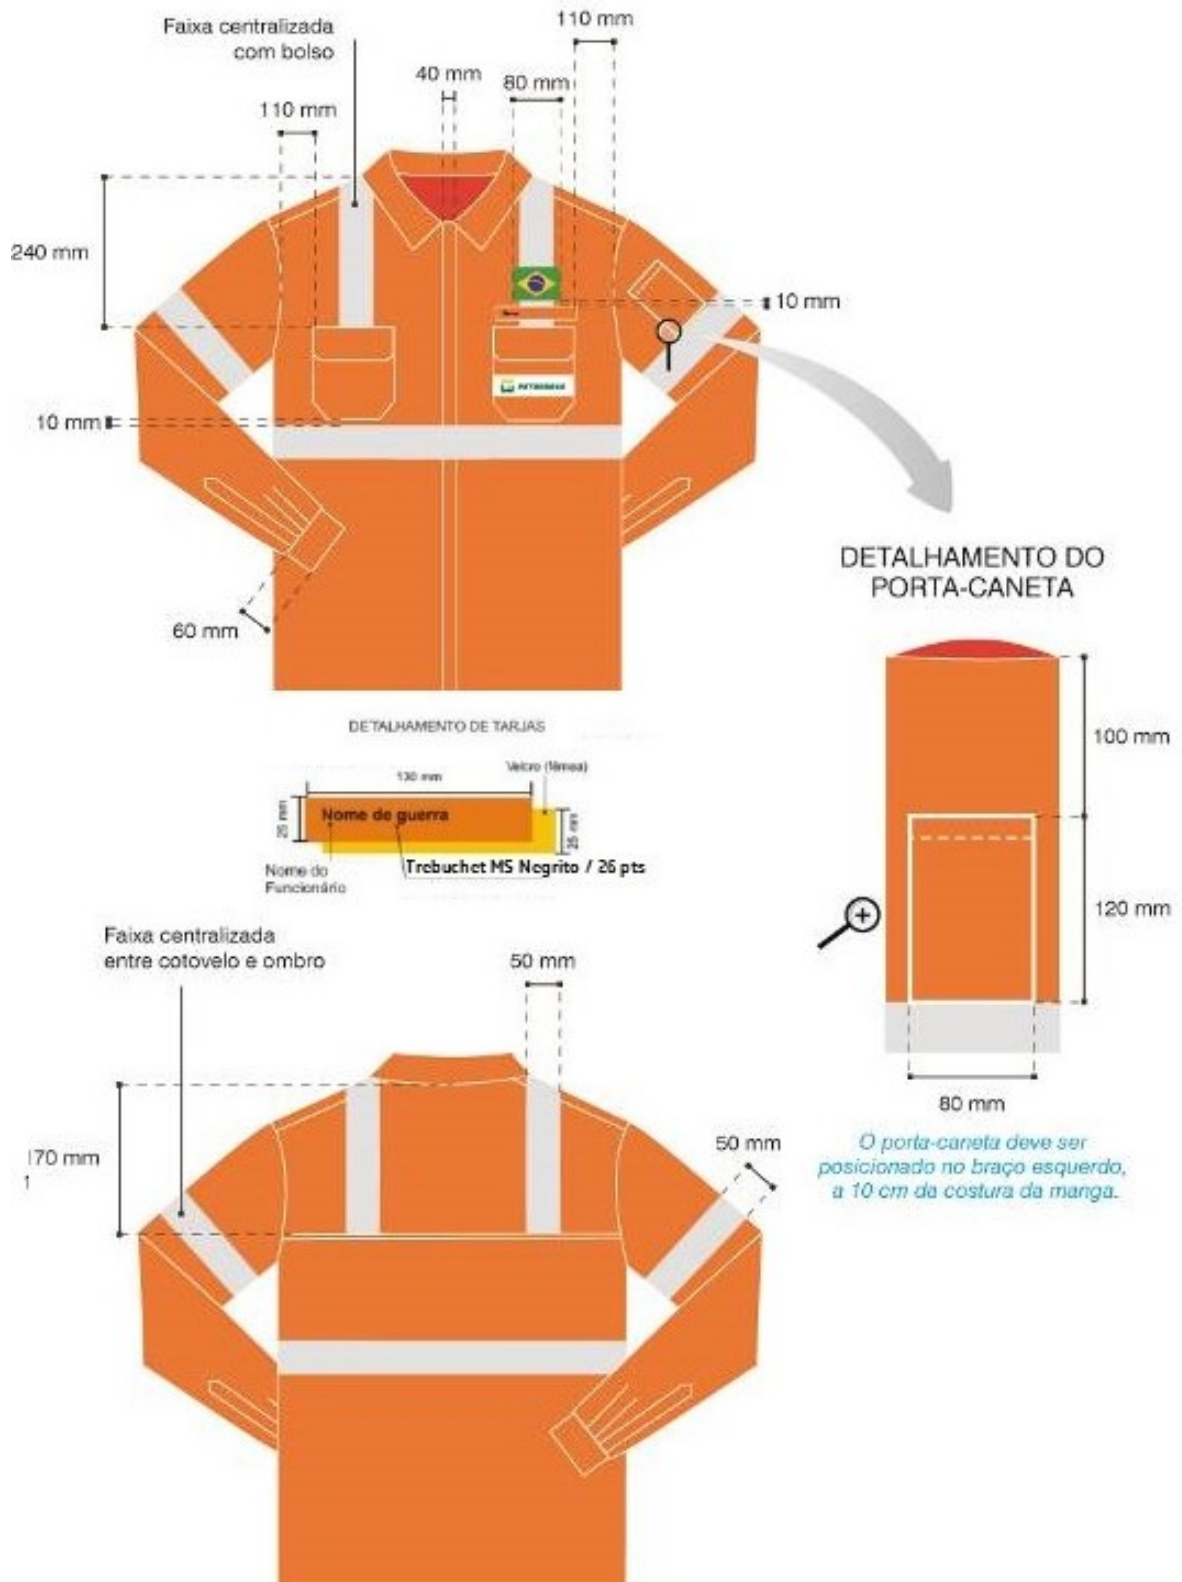 Faixa centralizada
com bolso
110 mm
40 mm
80 mm
110 mm
240 mm
10 mm
PETROBRAS
10 mm
60 mm
DETALHAMENTO DO
PORTA-CANETA
100 mm
120 mm
80 mm
O porta-caneta deve ser
posicionado no braço esquerdo,
a 10 cm da costura da manga.
DETALHAMENTO DE TARJAS
130 mm
Velcro (fêmea)
25 mm
Nome de guerra
25 mm
Nome do
Funcionário
Trebuchet MS Negrito / 26 pts
Faixa centralizada
entre cotovelo e ombro
50 mm
170 mm
50 mm